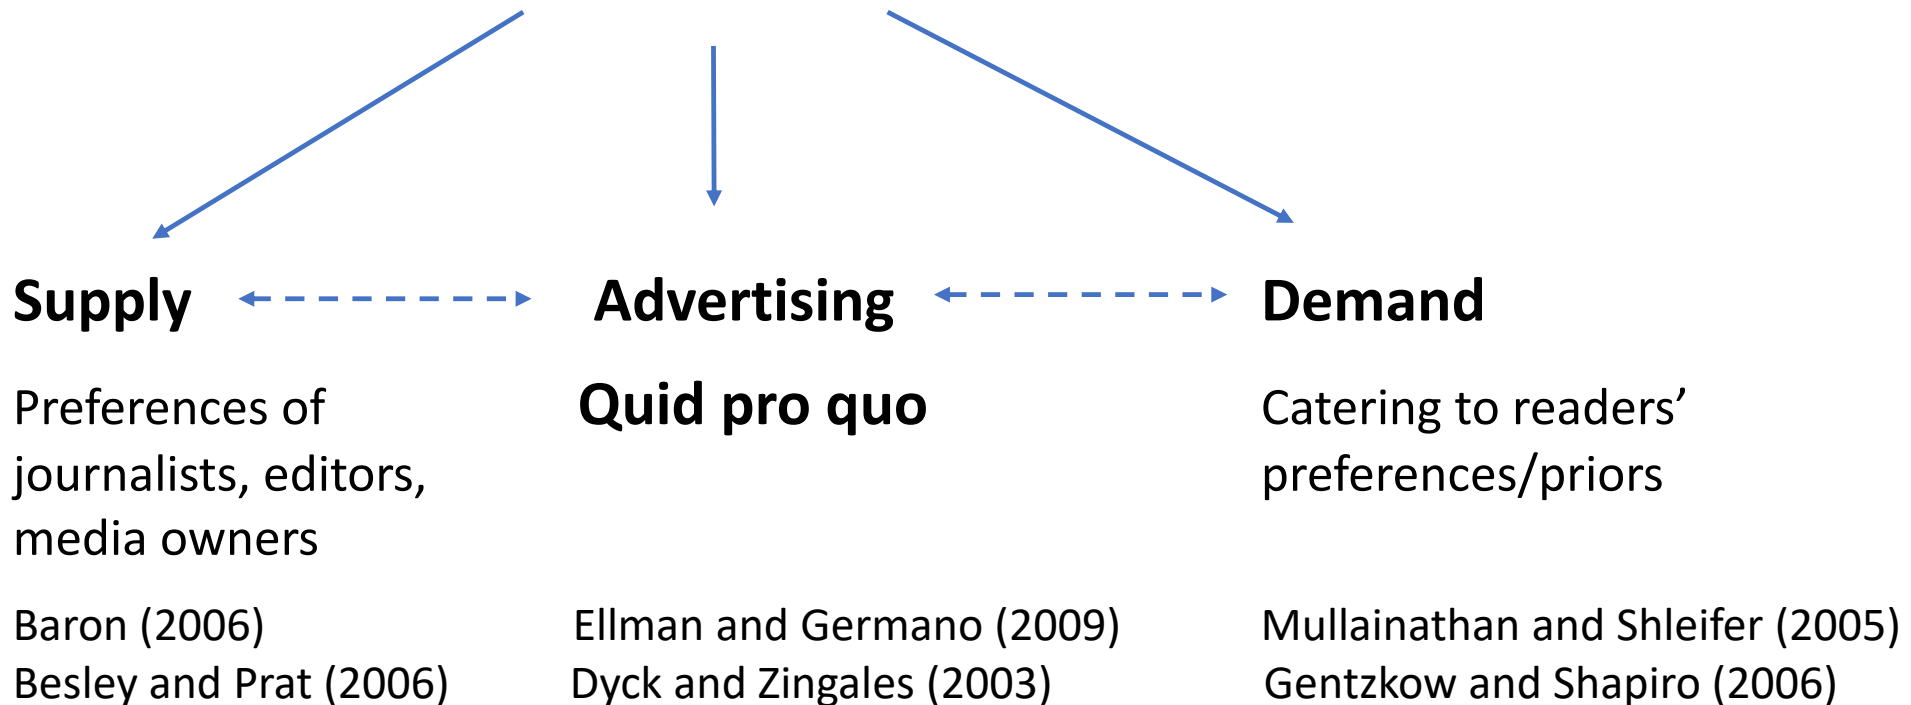 Supply
Advertising
Demand
Preferences of
journalists, editors,
media owners
Quid pro quo
Catering to readers’
preferences/priors
Baron (2006)
Besley and Prat (2006)
Ellman and Germano (2009)
Dyck and Zingales (2003)
Mullainathan and Shleifer (2005)
Gentzkow and Shapiro (2006)